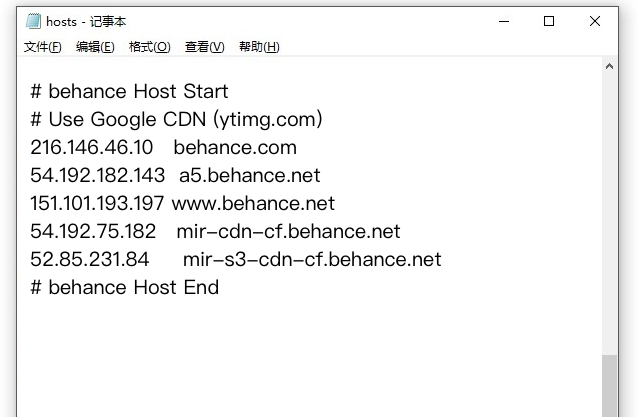 hosts - 记事本
文件(F) 编辑(E) 格式(O) 查看(V) 帮助(H)
# behance Host Start
# Use Google CDN (ytimg.com)
216.146.46.10 behance.com
54.192.182.143 a5.behance.net
151.101.193.197 www.behance.net
54.192.75.182 mir-cdn-cf.behance.net
52.85.231.84 mir-s3-cdn-cf.behance.net
# behance Host End